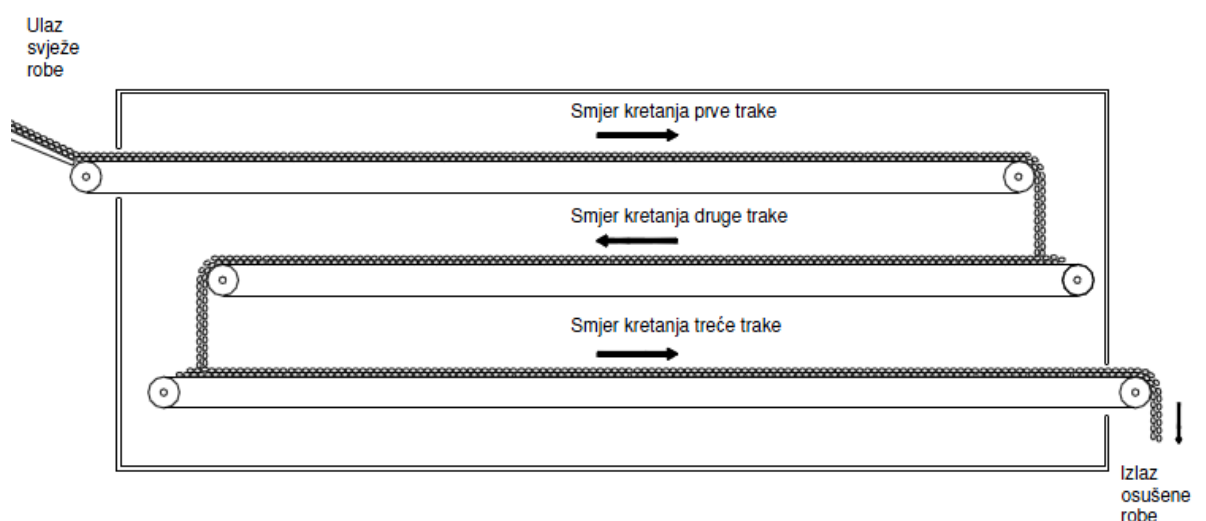 Ulaz
svježe
robe
Smjer kretanja prve trake
Smjer kretanja druge trake
Smjer kretanja treće trake
Izlaz
osušene
robe